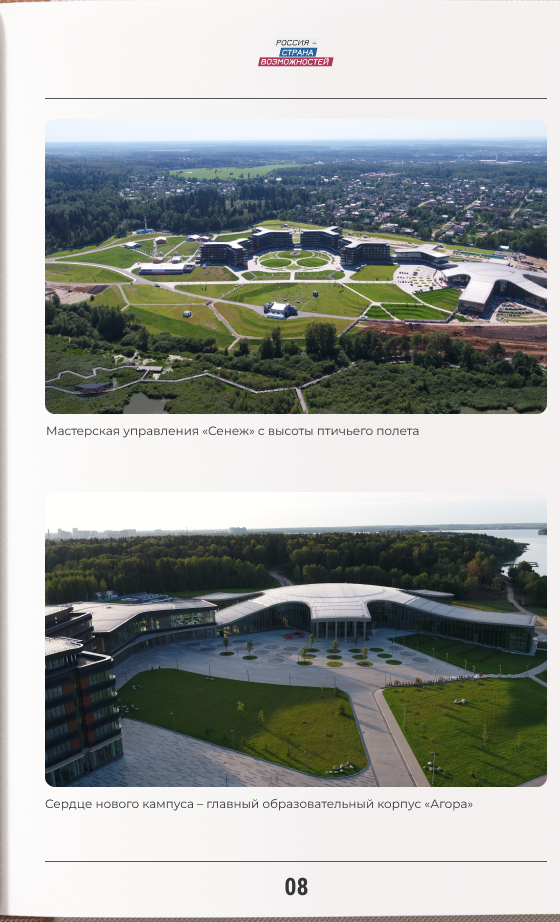 РОССИЯ –
СТРАНА
ВОЗМОЖНОСТЕЙ
Мастерская управления «Сенеж» с высоты птичьего полета
Сердце нового кампуса – главный образовательный корпус «Агора»
08